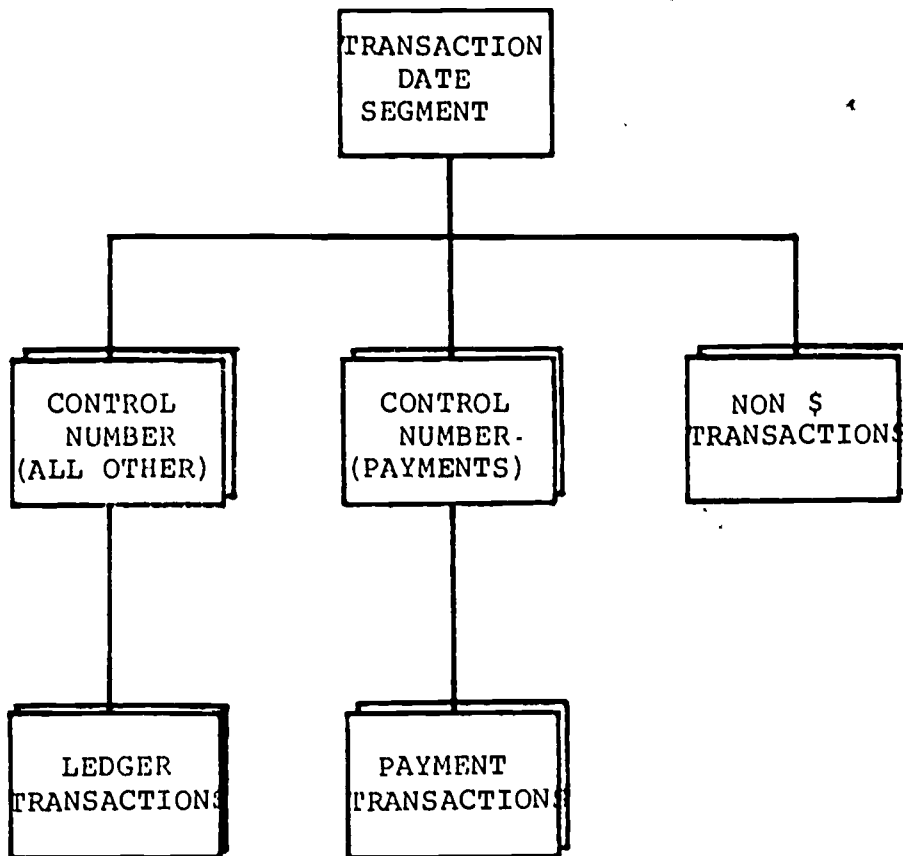 TRANSACTION
DATE
SEGMENT
CONTROL
NUMBER
(ALL OTHER)
CONTROL
NUMBER-
(PAYMENTS)
NON $
TRANSACTIONS
LEDGER
TRANSACTIONS
PAYMENT
TRANSACTIONS